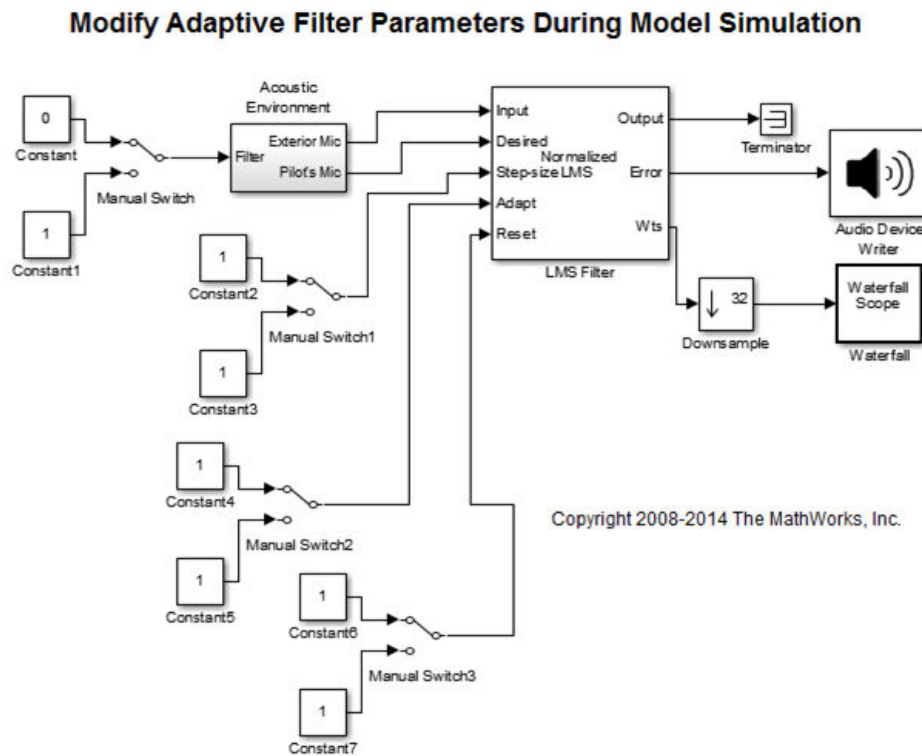 Modify Adaptive Filter Parameters During Model Simulation
0
Constant
1
Constant1
Manual Switch
Acoustic
Environment
Filter
Exterior Mic
Pilot's Mic
1
Constant2
1
Constant3
Manual Switch1
1
Constant4
1
Constant5
Manual Switch2
1
Constant6
1
Constant7
Manual Switch3
Input
Desired
Normalized
Step-size LMS
Adapt
Reset
Output
Error
Wts
LMS Filter
Terminator
Audio Device
Writer
32
Downsample
Waterfall
Scope
Waterfall
Copyright 2008-2014 The MathWorks, Inc.